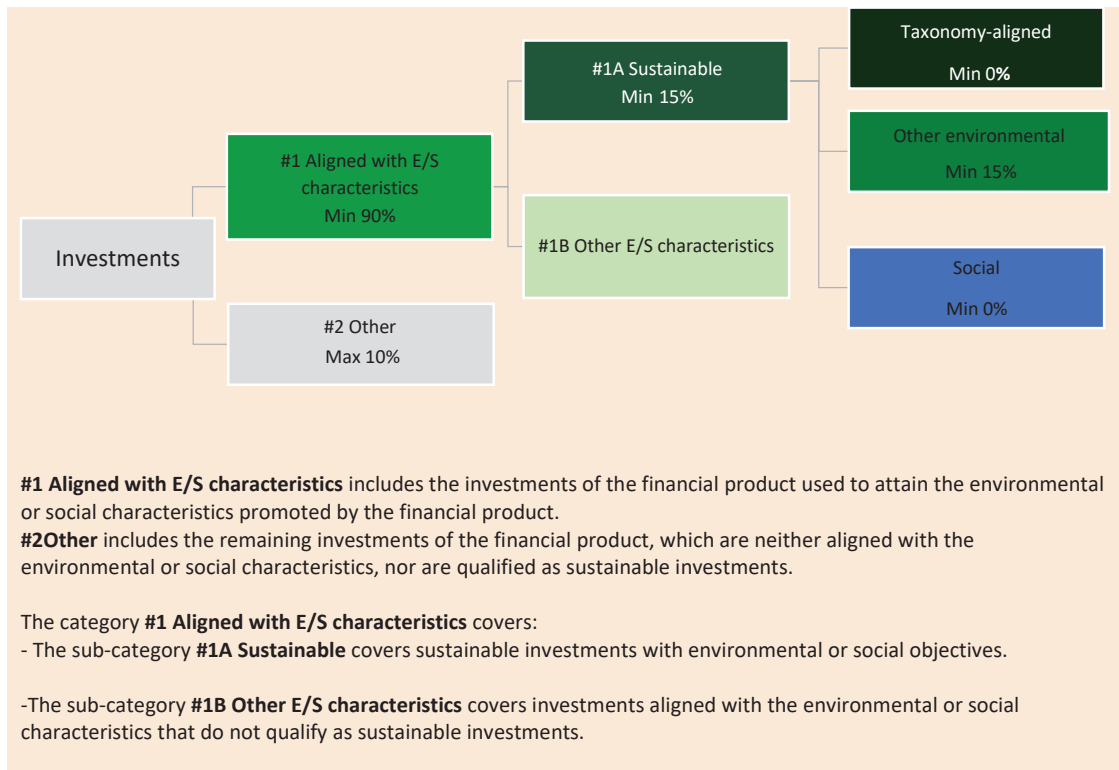 Investments
#1 Aligned with E/S
characteristics
Min 90%
#2 Other
Max 10%
#1A Sustainable
Min 15%
#1B Other E/S characteristics
Taxonomy-aligned
Min 0%
Other environmental
Min 15%
Social
Min 0%
#1 Aligned with E/S characteristics includes the investments of the financial product used to attain the environmental
or social characteristics promoted by the financial product.
#2Other includes the remaining investments of the financial product, which are neither aligned with the
environmental or social characteristics, nor are qualified as sustainable investments.
The category #1 Aligned with E/S characteristics covers:
- The sub-category #1A Sustainable covers sustainable investments with environmental or social objectives.
-The sub-category #1B Other E/S characteristics covers investments aligned with the environmental or social
characteristics that do not qualify as sustainable investments.